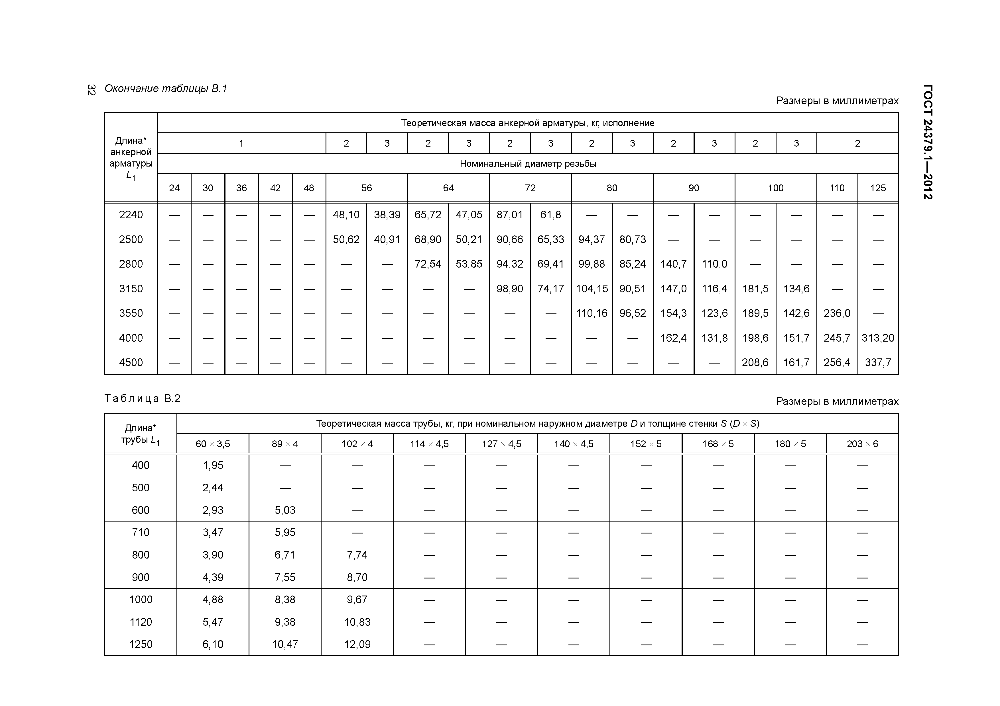 32
Окончание таблицы В.1
ГОСТ 24379.1—2012
Размеры в миллиметрах
Длина* анкерной арматуры L1
Теоретическая масса анкерной арматуры, кг, исполнение
1 2 3 2 3 2 3 2 3 2 3 2 3 2
Номинальный диаметр резьбы
24 30 36 42 48 56 64 72 80 90 100 110 125
2240 — — — — — 48,10 38,39 65,72 47,05 87,01 61,8 — — — — — — — —
2500 — — — — — 50,62 40,91 68,90 50,21 90,66 65,33 94,37 80,73 — — — — — —
2800 — — — — — — — 72,54 53,85 94,32 69,41 99,88 85,24 140,7 110,0 — — — —
3150 — — — — — — — — — 98,90 74,17 104,15 90,51 147,0 116,4 181,5 134,6 — —
3550 — — — — — — — — — — — 110,16 96,52 154,3 123,6 189,5 142,6 236,0 —
4000 — — — — — — — — — — — — — 162,4 131,8 198,6 151,7 245,7 313,20
4500 — — — — — — — — — — — — — — — 208,6 161,7 256,4 337,7
Таблица В.2
Размеры в миллиметрах
Длина* трубы L1
Теоретическая масса трубы, кг, при номинальном наружном диаметре D и толщине стенки S (D × S)
60 × 3,5 89 × 4 102 × 4 114 × 4,5 127 × 4,5 140 × 4,5 152 × 5 168 × 5 180 × 5 203 × 6
400 1,95 — — — — — — — — —
500 2,44 — — — — — — — — —
600 2,93 5,03 — — — — — — — —
710 3,47 5,95 — — — — — — — —
800 3,90 6,71 7,74 — — — — — — —
900 4,39 7,55 8,70 — — — — — — —
1000 4,88 8,38 9,67 — — — — — — —
1120 5,47 9,38 10,83 — — — — — — —
1250 6,10 10,47 12,09 — — — — — — —